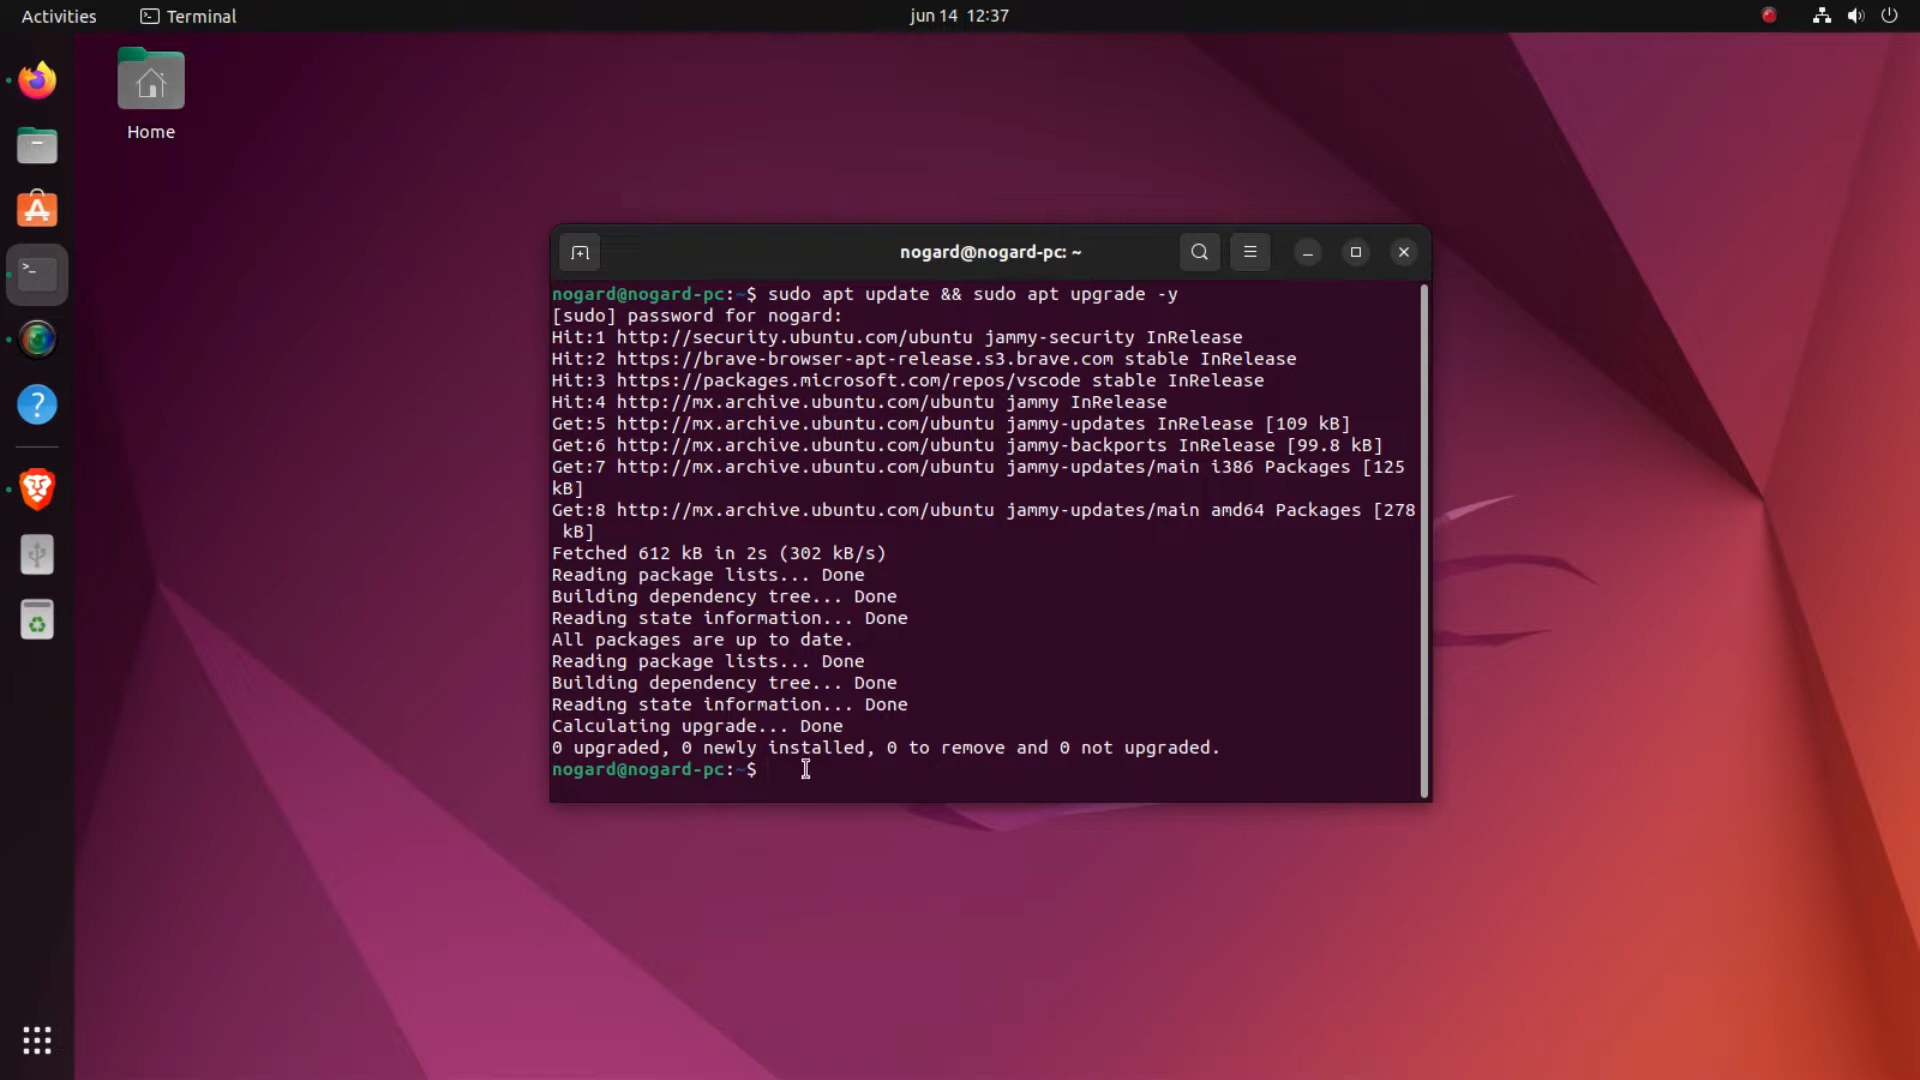 Activities
Terminal
jun 14 12:37
Home
nogard@nogard-pc: ~
nogard@nogard-pc:~$ sudo apt update && sudo apt upgrade -y
[sudo] password for nogard:
Hit:1 http://security.ubuntu.com/ubuntu jammy-security InRelease
Hit:2 https://brave-browser-apt-release.s3.brave.com stable InRelease
Hit:3 https://packages.microsoft.com/repos/vscode stable InRelease
Hit:4 http://mx.archive.ubuntu.com/ubuntu jammy InRelease
Get:5 http://mx.archive.ubuntu.com/ubuntu jammy-updates InRelease [109 kB]
Get:6 http://mx.archive.ubuntu.com/ubuntu jammy-backports InRelease [99.8 kB]
Get:7 http://mx.archive.ubuntu.com/ubuntu jammy-updates/main i386 Packages [125
kB]
Get:8 http://mx.archive.ubuntu.com/ubuntu jammy-updates/main amd64 Packages [278
kB]
Fetched 612 kB in 2s (302 kB/s)
Reading package lists... Done
Building dependency tree... Done
Reading state information... Done
All packages are up to date.
Reading package lists... Done
Building dependency tree... Done
Reading state information... Done
Calculating upgrade... Done
0 upgraded, 0 newly installed, 0 to remove and 0 not upgraded.
nogard@nogard-pc:~$